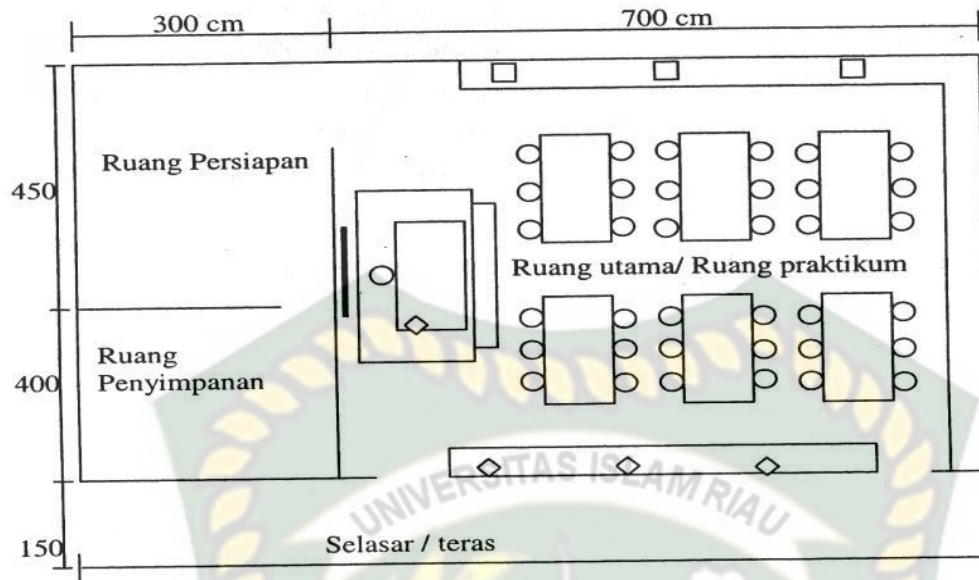 300 cm
700 cm
Ruang Persiapan
450
Ruang utama/ Ruang praktikum
Ruang
Penyimpanan
400
UNIVERSITAS ISLAM RIAU
150
Selasar / teras